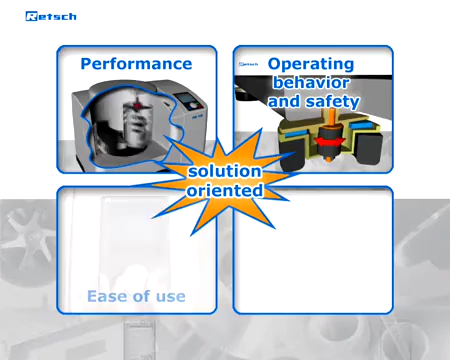 Retsch
Performance
Retsch
Operating
behavior
and safety
solution
oriented
Ease of use